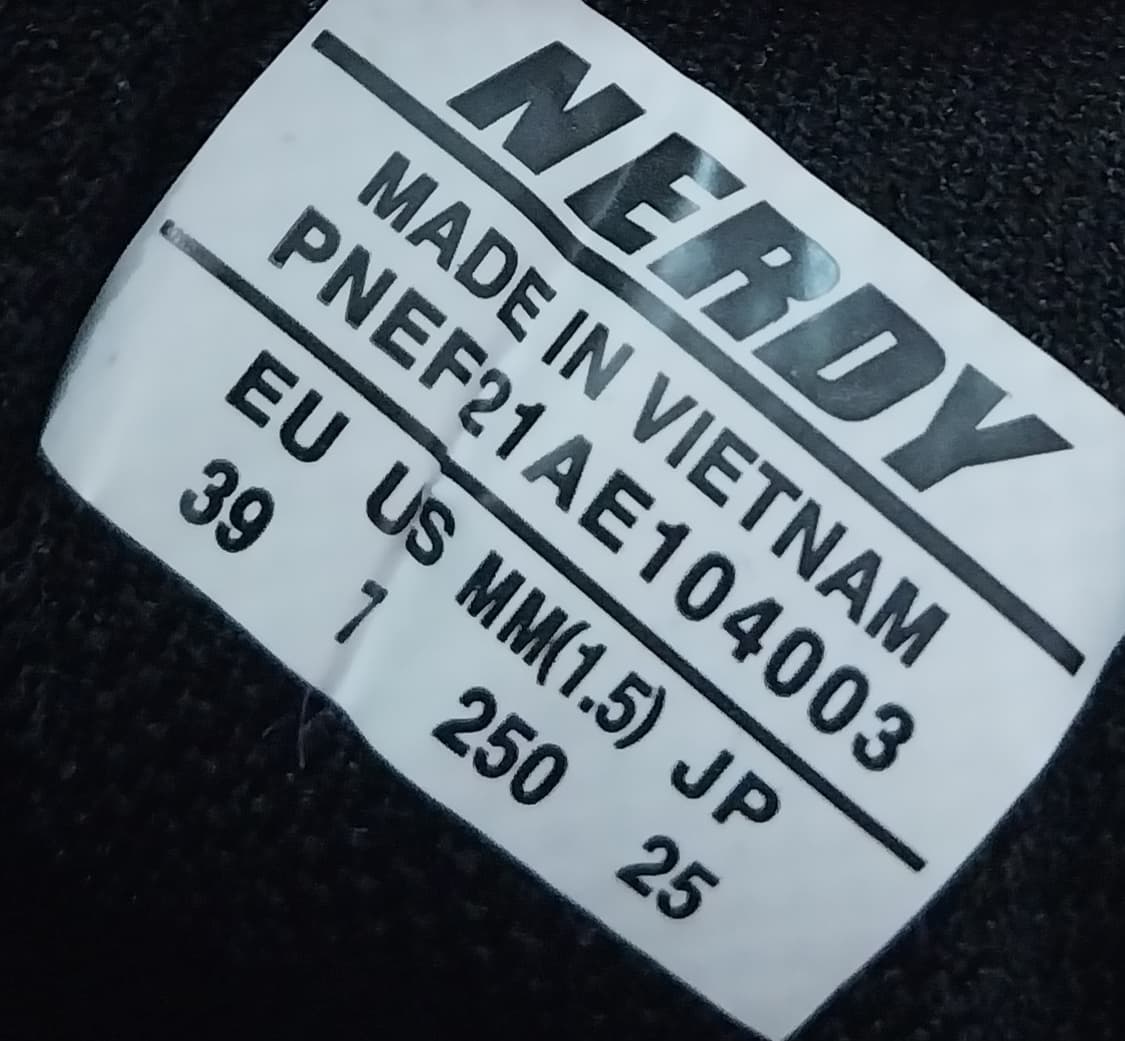 NERDY
MADE IN VIETNAM
PNEF21AE104003
EU US MM(1.5) JP
39 7 250 25